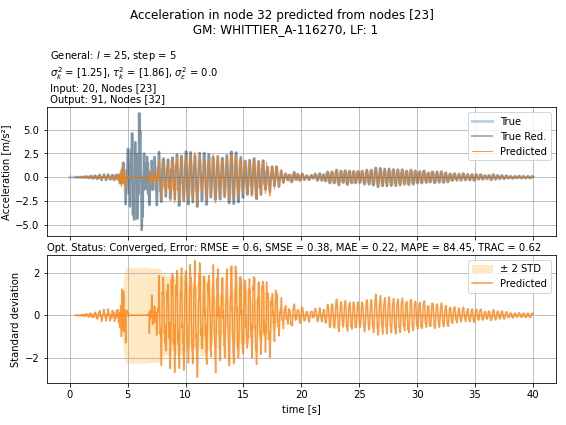 Acceleration in node 32 predicted from nodes [23]
GM: WHITTIER_A-116270, LF: 1
General: l = 25, step = 5
σ²ₖ = [1.25], τ²ₖ = [1.86], σ²ε = 0.0
Input: 20, Nodes [23]
Output: 91, Nodes [32]
Acceleration [m/s²]
5.0
2.5
0.0
−2.5
−5.0
True
True Red.
Predicted
Opt. Status: Converged, Error: RMSE = 0.6, SMSE = 0.38, MAE = 0.22, MAPE = 84.45, TRAC = 0.62
Standard deviation
2
0
−2
± 2 STD
Predicted
0 5 10 15 20 25 30 35 40
time [s]